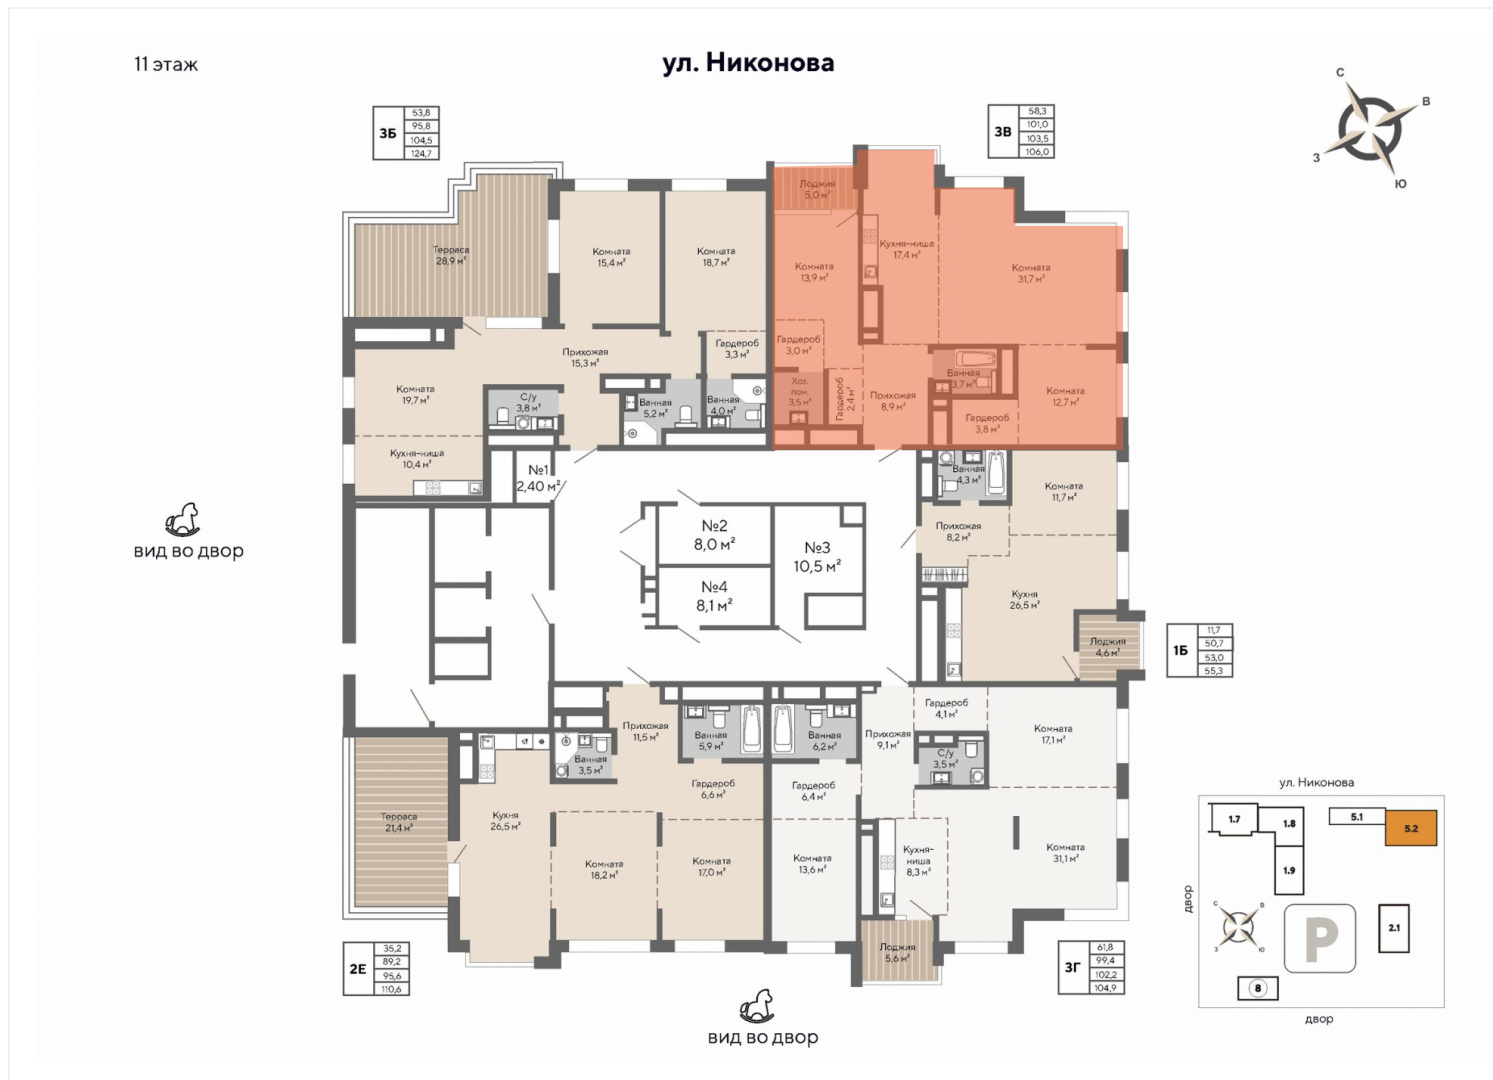 11 этаж
ул. Никонова
С
В
З
Ю
3Б
53,8
95,8
104,5
124,7
3В
58,3
101,0
103,5
106,0
Терраса
28,9 м²
Комната
15,4 м²
Комната
18,7 м²
Лоджия
5,0 м²
Кухня-ниша
17,4 м²
Комната
13,9 м²
Комната
31,7 м²
Прихожая
15,3 м²
Гардероб
3,3 м²
Гардероб
3,0 м²
Комната
19,7 м²
С/у
3,8 м²
Ванная
5,2 м²
Ванная
4,0 м²
Хоз.
пом.
3,5 м²
Гардероб
2,4 м²
Прихожая
8,9 м²
Ванная
3,7 м²
Комната
12,7 м²
Гардероб
3,8 м²
Кухня-ниша
10,4 м²
№1
2,40 м²
Ванная
4,3 м²
Комната
11,7 м²
№2
8,0 м²
№3
10,5 м²
№4
8,1 м²
Прихожая
8,2 м²
Кухня
26,5 м²
Лоджия
4,6 м²
1Б
11,7
50,7
53,0
55,3
вид во двор
Прихожая
11,5 м²
Ванная
5,9 м²
Ванная
6,2 м²
Ванная
3,5 м²
Гардероб
6,6 м²
Гардероб
6,4 м²
Прихожая
9,1 м²
Гардероб
4,1 м²
С/у
3,5 м²
Комната
17,1 м²
Терраса
21,4 м²
Кухня
26,5 м²
Комната
18,2 м²
Комната
17,0 м²
Комната
13,6 м²
Кухня-
ниша
8,3 м²
Комната
31,1 м²
Лоджия
5,6 м²
2Е
35,2
89,2
95,6
110,6
3Г
61,8
99,4
102,2
104,9
вид во двор
ул. Никонова
1.7
1.8
1.9
5.1
5.2
2.1
8
P
С
В
З
Ю
двор
двор